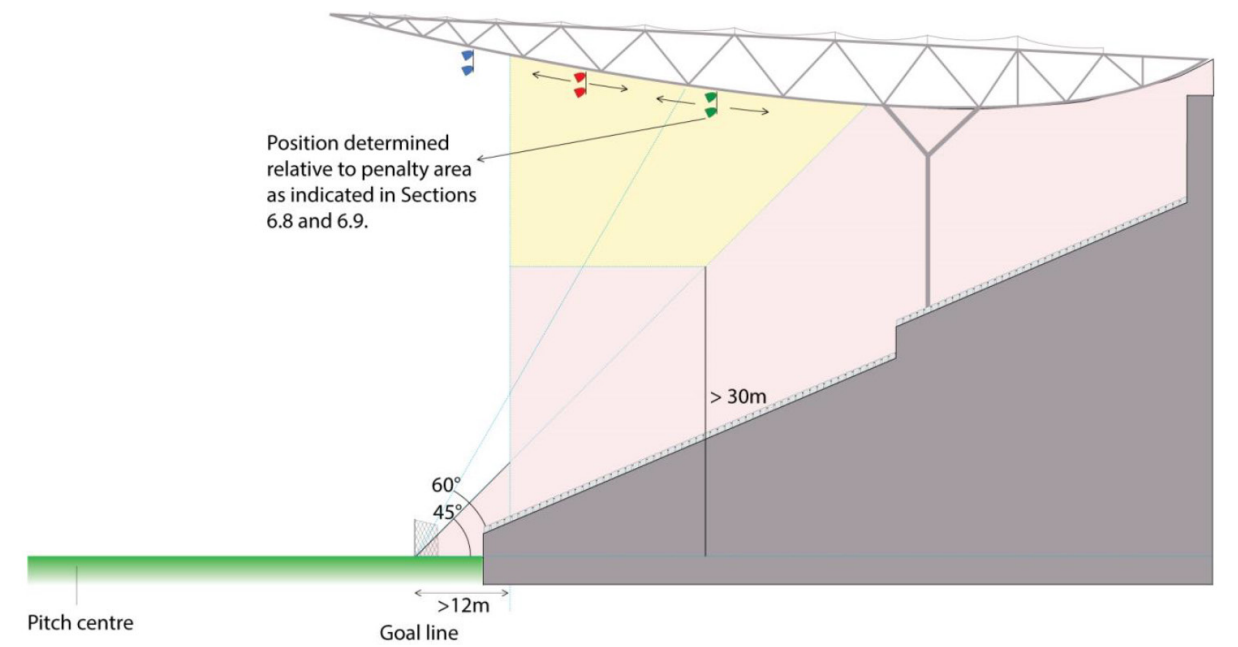 Position determined
relative to penalty area
as indicated in Sections
6.8 and 6.9.
> 30m
60°
45°
>12m
Pitch centre
Goal line